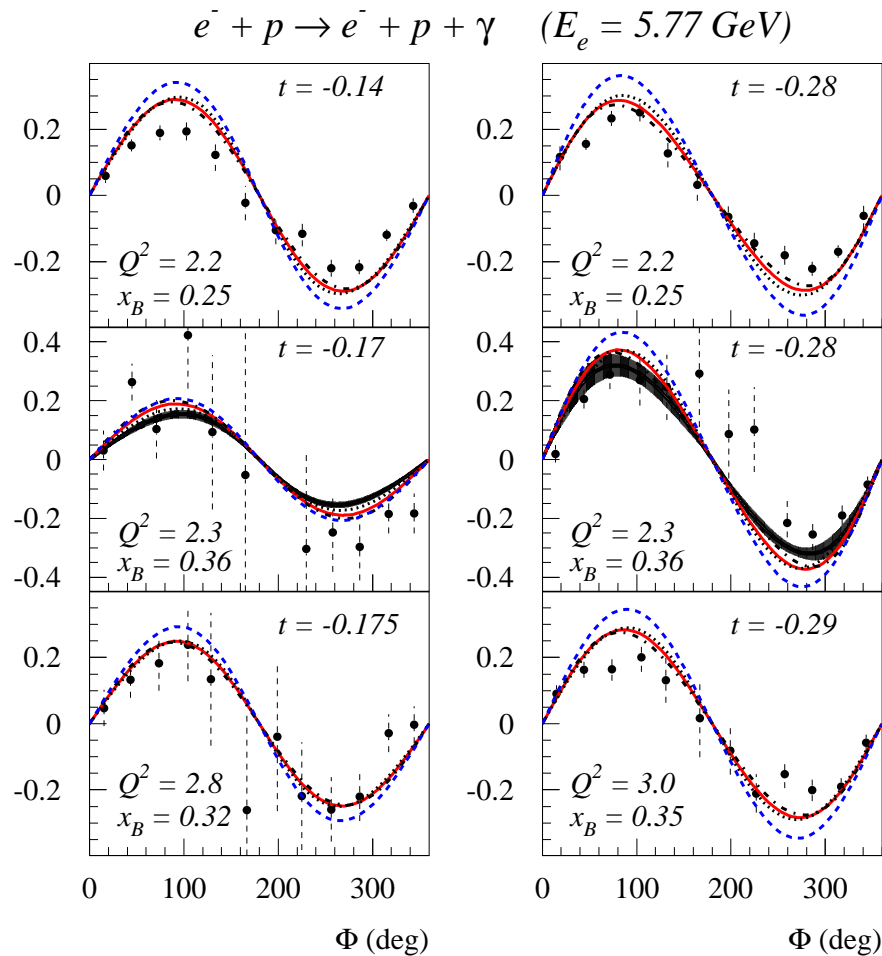 e⁻ + p → e⁻ + p + γ (E_e = 5.77 GeV)
t = -0.14
0.2
0
-0.2
Q² = 2.2
x_B = 0.25
t = -0.28
0.2
0
-0.2
Q² = 2.2
x_B = 0.25
t = -0.17
0.4
0.2
0
-0.2
-0.4
Q² = 2.3
x_B = 0.36
t = -0.28
0.4
0.2
0
-0.2
-0.4
Q² = 2.3
x_B = 0.36
t = -0.175
0.2
0
-0.2
Q² = 2.8
x_B = 0.32
0 100 200 300
Φ (deg)
t = -0.29
0.2
0
-0.2
Q² = 3.0
x_B = 0.35
0 100 200 300
Φ (deg)